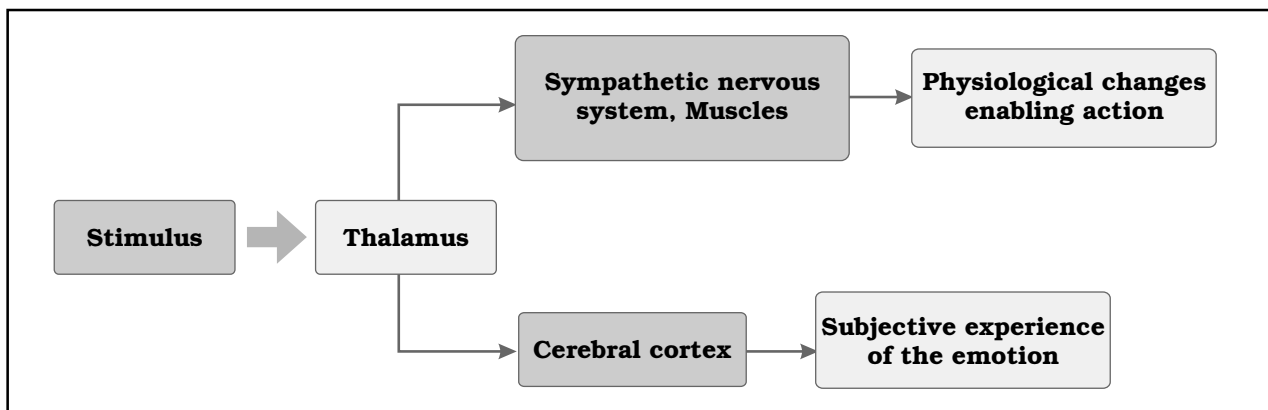 Sympathetic nervous
system, Muscles
Physiological changes
enabling action
Stimulus
Thalamus
Cerebral cortex
Subjective experience
of the emotion